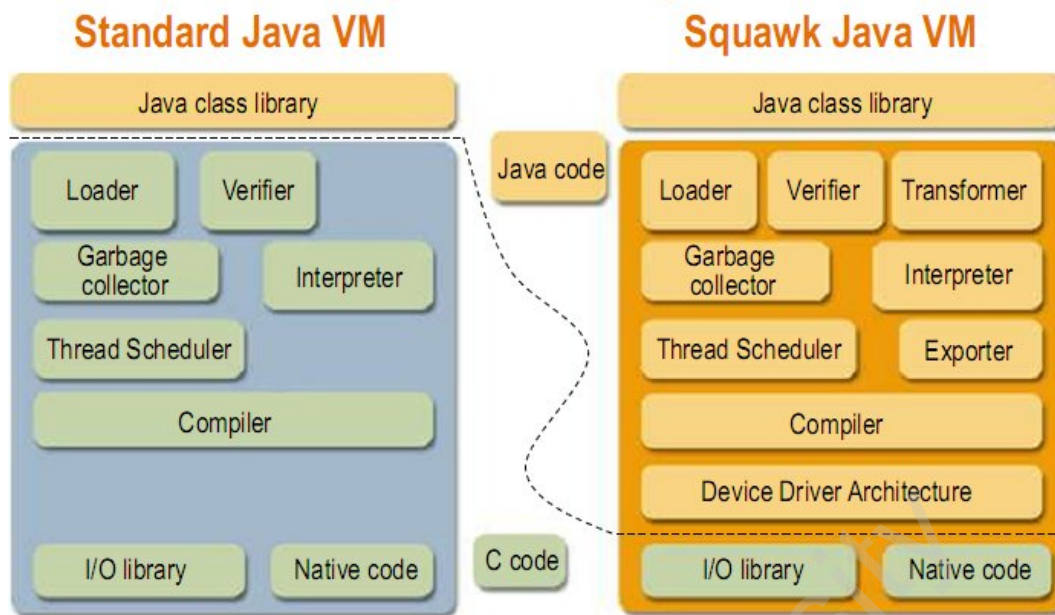 Standard Java VM
Java class library
Loader
Verifier
Garbage
collector
Interpreter
Thread Scheduler
Compiler
I/O library
Native code
Java code
C code
Squawk Java VM
Java class library
Loader
Verifier
Transformer
Garbage
collector
Interpreter
Thread Scheduler
Exporter
Compiler
Device Driver Architecture
I/O library
Native code